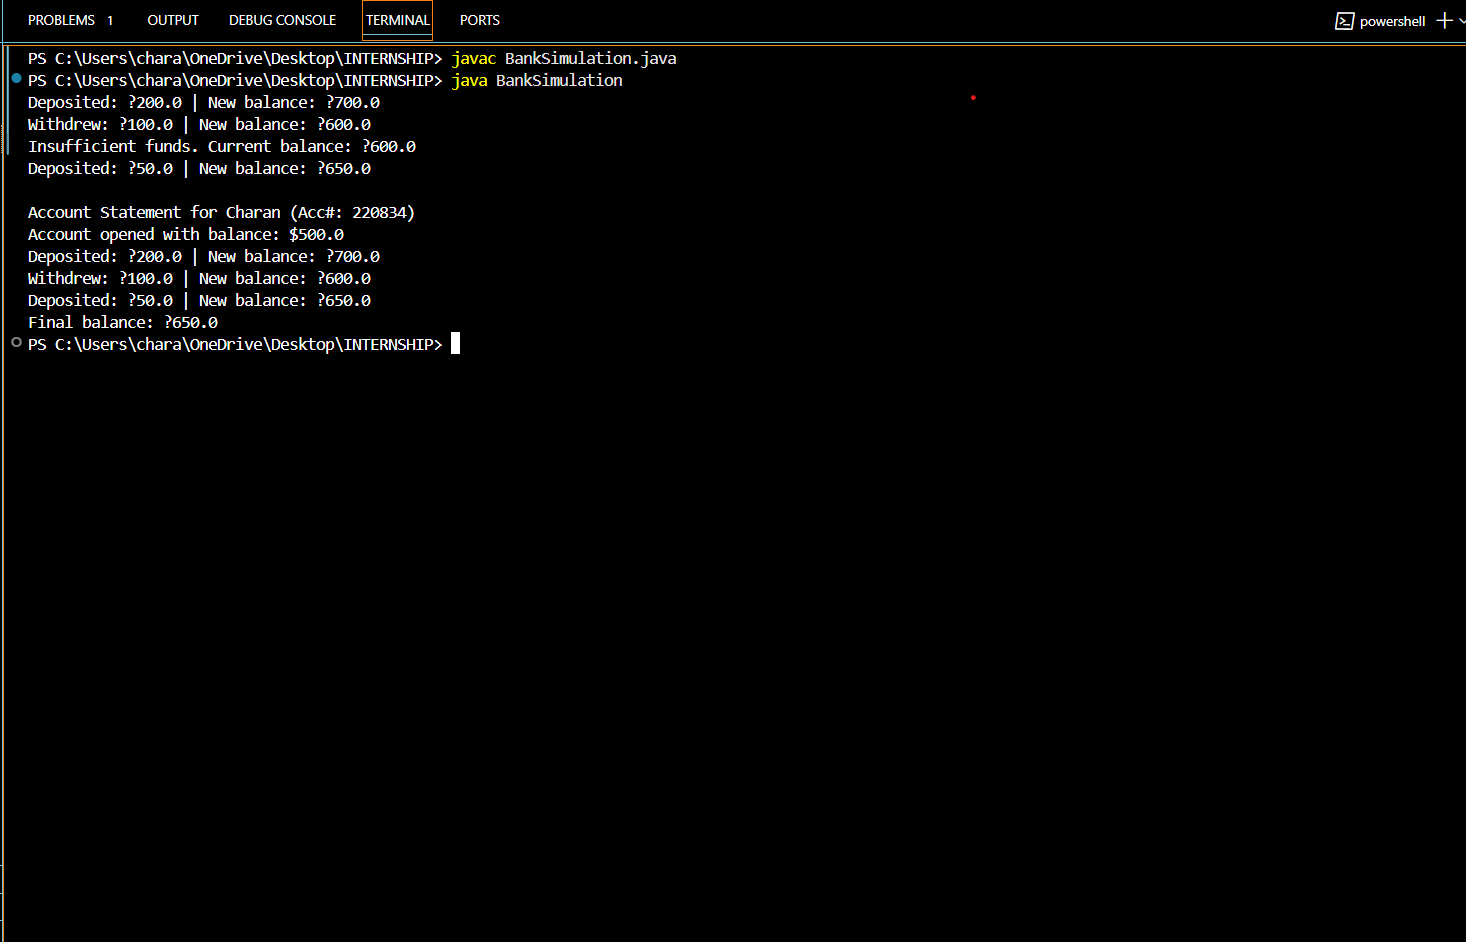 PROBLEMS 1 OUTPUT DEBUG CONSOLE TERMINAL PORTS powershell
PS C:\Users\chara\OneDrive\Desktop\INTERNSHIP> javac BankSimulation.java
PS C:\Users\chara\OneDrive\Desktop\INTERNSHIP> java BankSimulation
Deposited: ?200.0 | New balance: ?700.0
Withdrew: ?100.0 | New balance: ?600.0
Insufficient funds. Current balance: ?600.0
Deposited: ?50.0 | New balance: ?650.0
Account Statement for Charan (Acc#: 220834)
Account opened with balance: $500.0
Deposited: ?200.0 | New balance: ?700.0
Withdrew: ?100.0 | New balance: ?600.0
Deposited: ?50.0 | New balance: ?650.0
Final balance: ?650.0
PS C:\Users\chara\OneDrive\Desktop\INTERNSHIP>